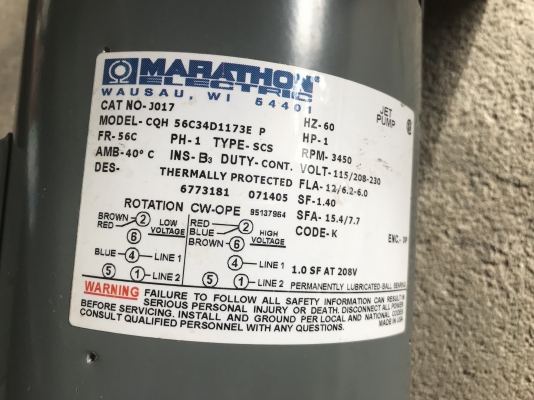 MARATHON
ELECTRIC
WAUSAU WI 54401
JET
PUMP
CAT NO-J017
MODEL-CQH 56C34D1173E P
FR-56C PH-1 TYPE-SCS
AMB-40° C INS-B3 DUTY-CONT.
DES- THERMALLY PROTECTED
6773181 071405
HZ-60
HP-1
RPM-3450
VOLT-115/208-230
FLA-12/6.2-6.0
SF-1.40
SFA-15.4/7.7
CODE-K
ENC.-DP
ROTATION CW-OPE 95137964
BROWN 2 LOW
RED 6 VOLTAGE
BLUE 4 LINE 1
5 1 LINE 2
RED 2 HIGH
BLUE VOLTAGE
BROWN 6
4 LINE 1
5 1 LINE 2
1.0 SF AT 208V
PERMANENTLY LUBRICATED-BALL BEARING
WARNING FAILURE TO FOLLOW ALL SAFETY INFORMATION CAN RESULT IN
SERIOUS PERSONAL INJURY OR DEATH. DISCONNECT ALL POWER
BEFORE SERVICING. INSTALL AND GROUND PER LOCAL AND NATIONAL CODES.
CONSULT QUALIFIED PERSONNEL WITH ANY QUESTIONS. MADE IN USA